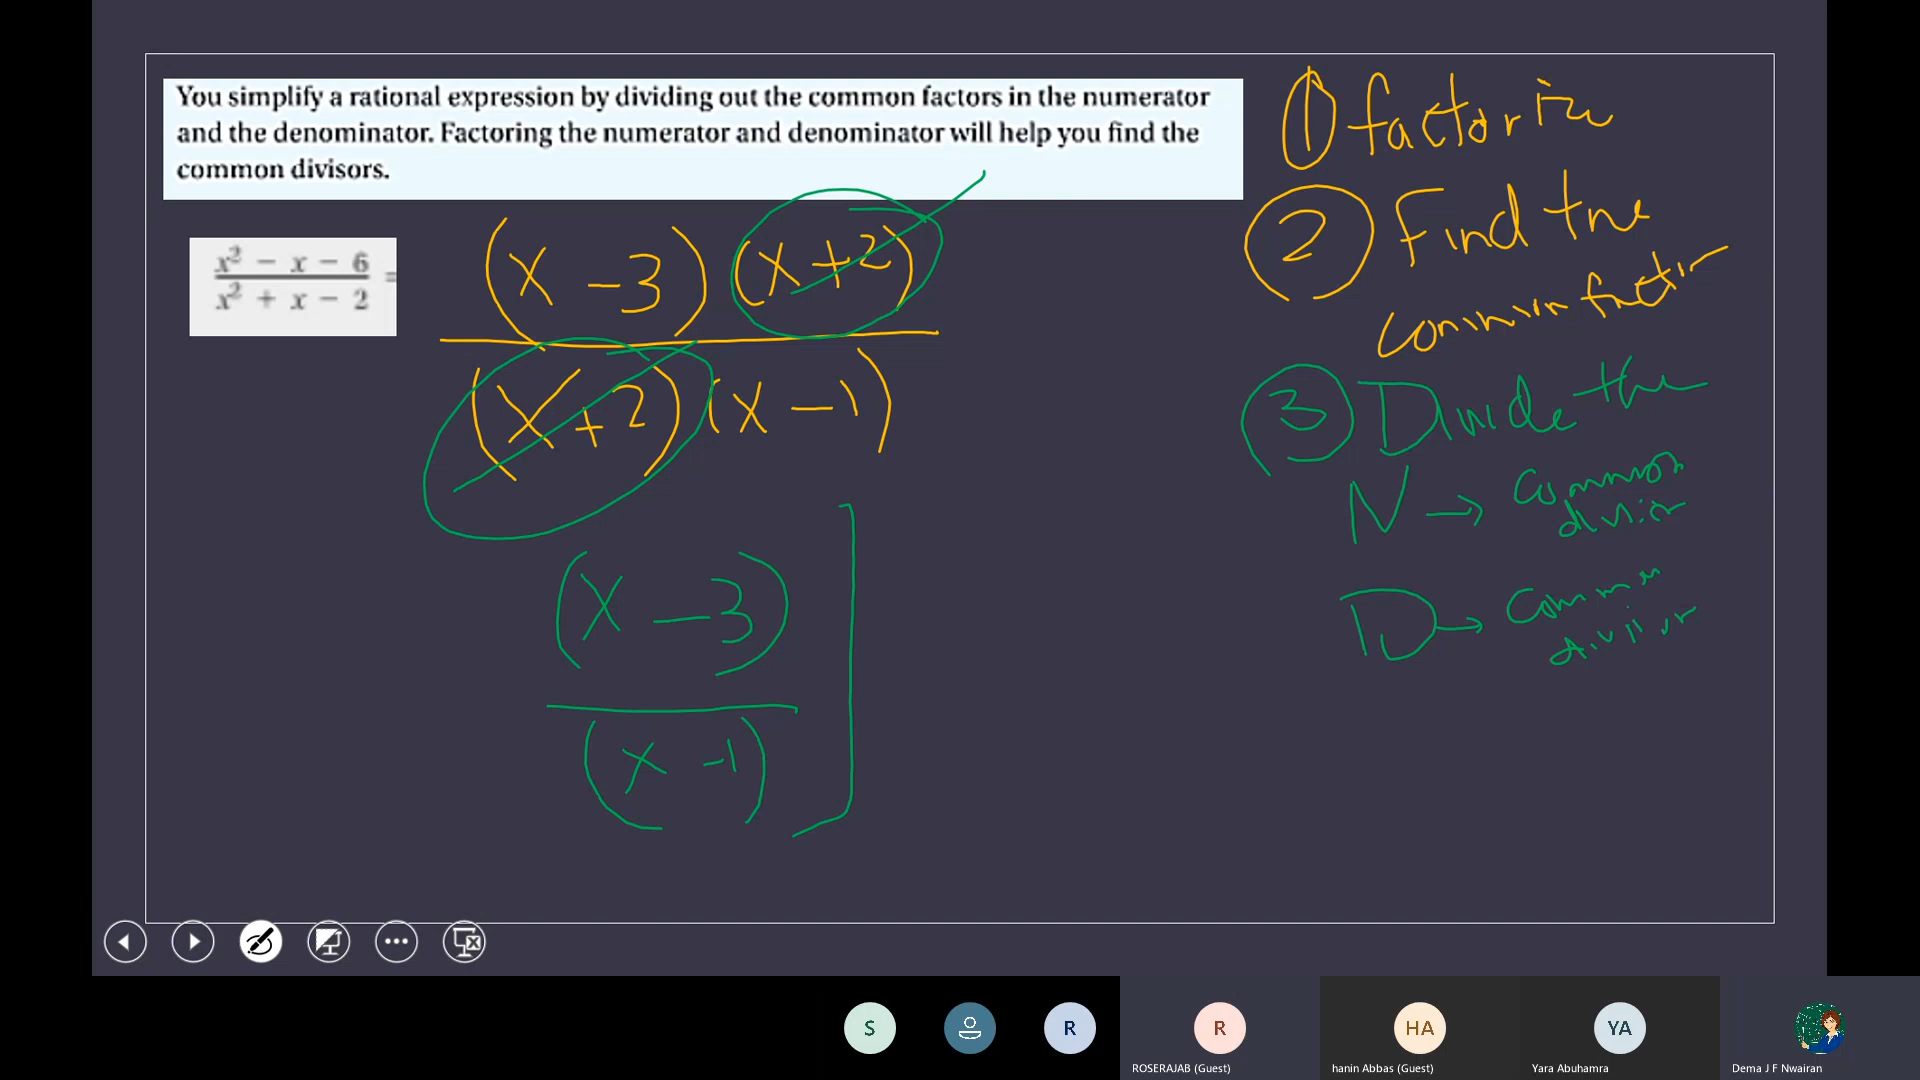 You simplify a rational expression by dividing out the common factors in the numerator
and the denominator. Factoring the numerator and denominator will help you find the
common divisors.
x² - x - 6
x² + x - 2
=
(x -3) (x+2)
(x+2) (x-1)
(x -3)
(x -1)
① factorize
② Find the
common factor
③ Divide the
N → common
divisor
D → common
divisor
S
R
R
HA
YA
ROSERAJAB (Guest)
hanin Abbas (Guest)
Yara Abuhamra
Dema J F Nwairan